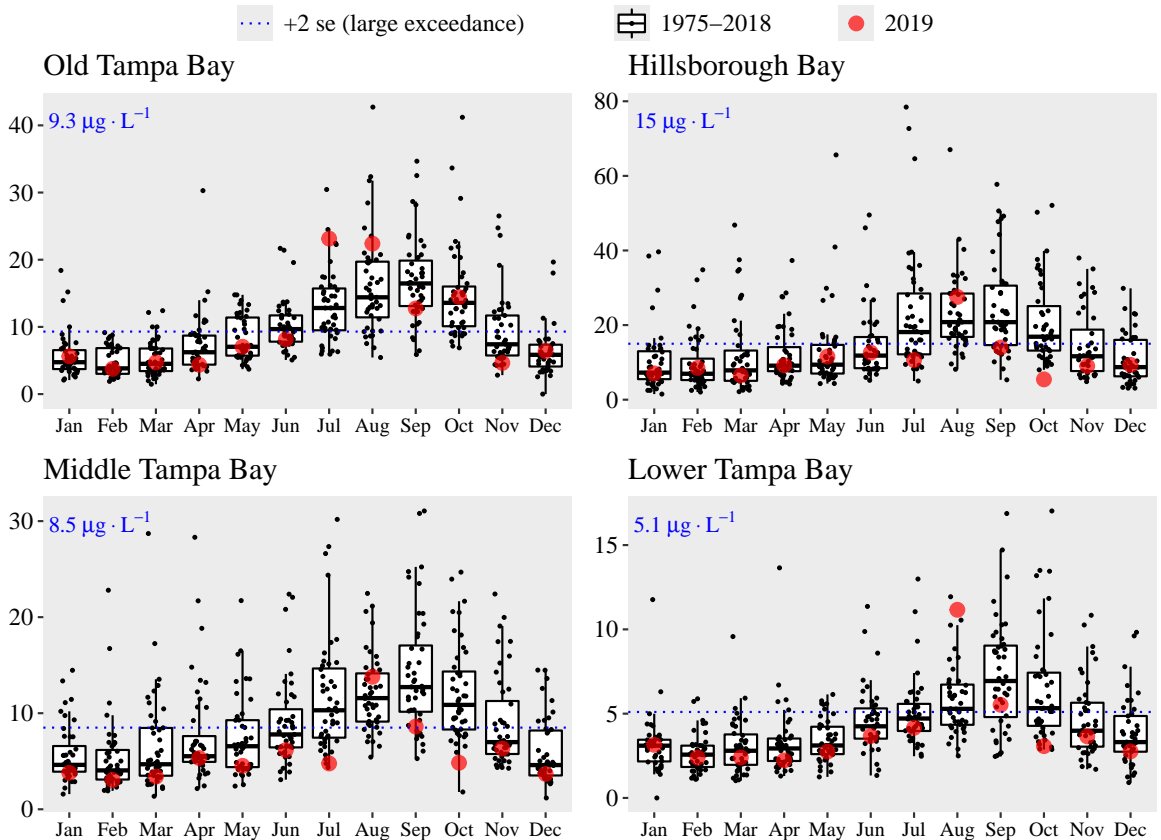 +2 se (large exceedance) 1975–2018 2019
Old Tampa Bay
9.3 μg · L⁻¹
40
30
20
10
0
Jan Feb Mar Apr May Jun Jul Aug Sep Oct Nov Dec
Hillsborough Bay
15 μg · L⁻¹
80
60
40
20
0
Jan Feb Mar Apr May Jun Jul Aug Sep Oct Nov Dec
Middle Tampa Bay
8.5 μg · L⁻¹
30
20
10
0
Jan Feb Mar Apr May Jun Jul Aug Sep Oct Nov Dec
Lower Tampa Bay
5.1 μg · L⁻¹
15
10
5
0
Jan Feb Mar Apr May Jun Jul Aug Sep Oct Nov Dec